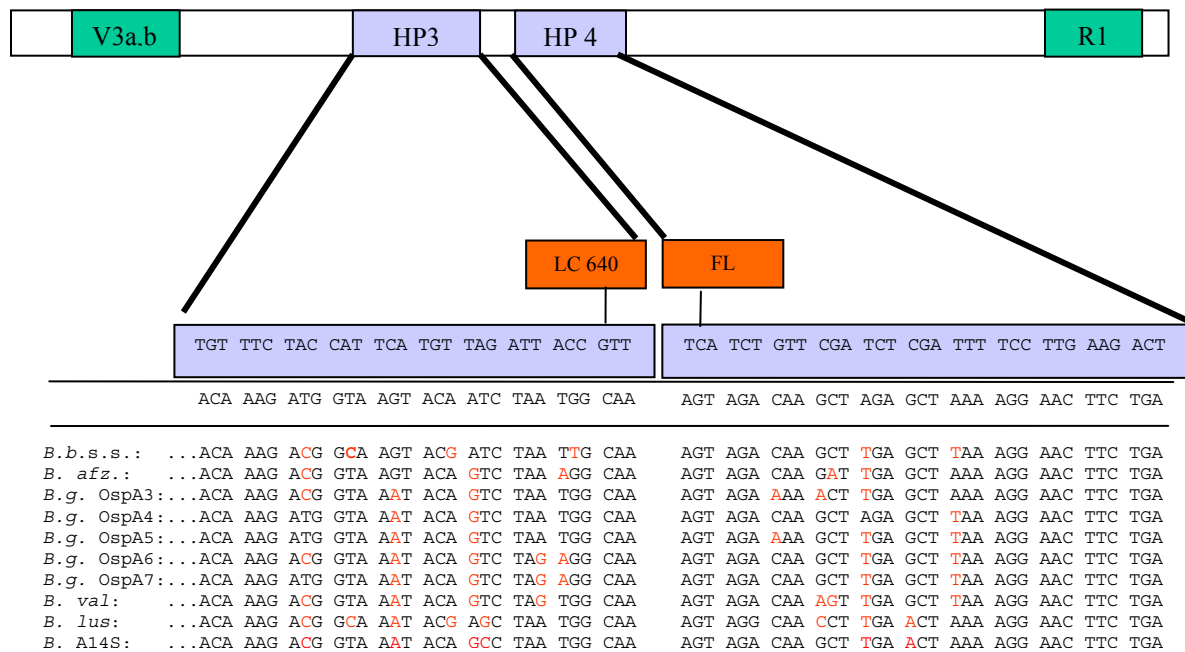 V3a.b HP3 HP 4 R1
LC 640 FL
TGT TTC TAC CAT TCA TGT TAG ATT ACC GTT TCA TCT GTT CGA TCT CGA TTT TCC TTG AAG ACT
ACA AAG ATG GTA AGT ACA ATC TAA TGG CAA AGT AGA CAA GCT AGA GCT AAA AGG AAC TTC TGA
B.b.s.s.: ...ACA AAG ACG GCA AGT ACG ATC TAA TTG CAA AGT AGA CAA GCT TGA GCT TAA AGG AAC TTC TGA
B. afz.: ...ACA AAG ACG GTA AGT ACA GTC TAA AGG CAA AGT AGA CAA GAT TGA GCT AAA AGG AAC TTC TGA
B.g. OspA3:...ACA AAG ACG GTA AAT ACA GTC TAA TGG CAA AGT AGA AAA ACT TGA GCT AAA AGG AAC TTC TGA
B.g. OspA4:...ACA AAG ATG GTA AAT ACA GTC TAA TGG CAA AGT AGA CAA GCT AGA GCT TAA AGG AAC TTC TGA
B.g. OspA5:...ACA AAG ATG GTA AAT ACA GTC TAA TGG CAA AGT AGA AAA GCT TGA GCT TAA AGG AAC TTC TGA
B.g. OspA6:...ACA AAG ACG GTA AAT ACA GTC TAG AGG CAA AGT AGA CAA GCT TGA GCT TAA AGG AAC TTC TGA
B.g. OspA7:...ACA AAG ATG GTA AAT ACA GTC TAG AGG CAA AGT AGA CAA GCT TGA GCT TAA AGG AAC TTC TGA
B. val: ...ACA AAG ACG GTA AAT ACA GTC TAG TGG CAA AGT AGA CAA AGT TGA GCT TAA AGG AAC TTC TGA
B. lus: ...ACA AAG ACG GCA AAT ACG AGC TAA TGG CAA AGT AGG CAA CCT TGA ACT AAA AGG AAC TTC TGA
B. A14S: ...ACA AAG ACG GTA AAT ACA GCC TAA TGG CAA AGT AGA CAA GCT TGA ACT AAA AGG AAC TTC TGA